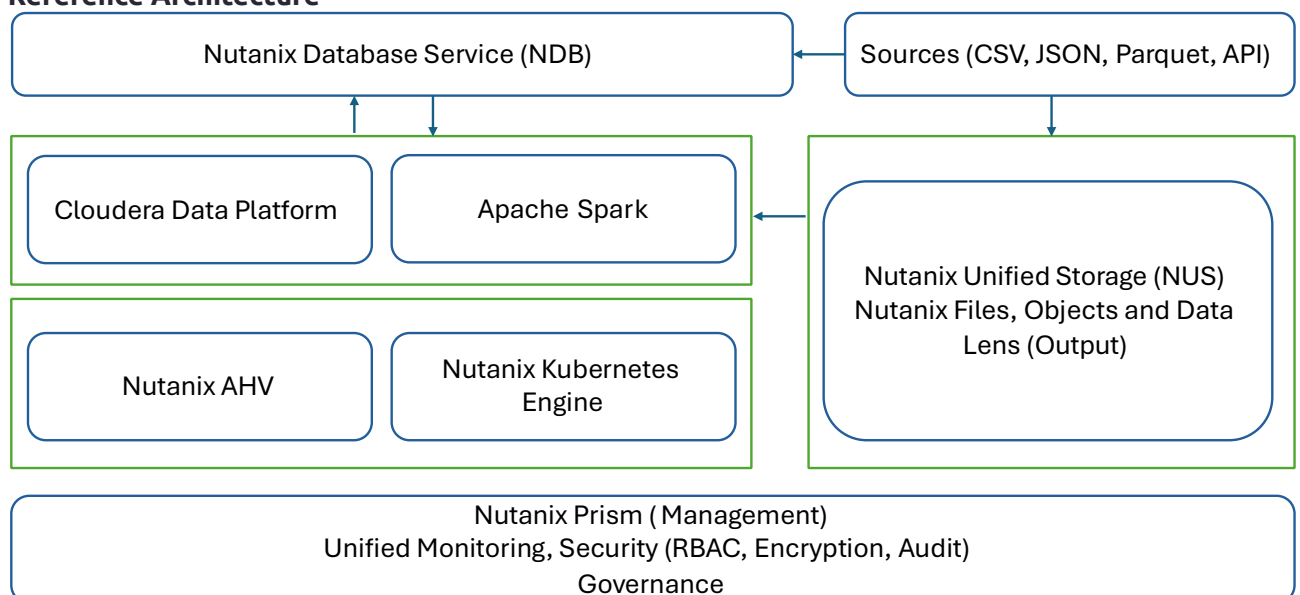 Reference Architecture
Nutanix Database Service (NDB)
Sources (CSV, JSON, Parquet, API)
Cloudera Data Platform
Apache Spark
Nutanix Unified Storage (NUS)
Nutanix Files, Objects and Data
Lens (Output)
Nutanix AHV
Nutanix Kubernetes
Engine
Nutanix Prism (Management)
Unified Monitoring, Security (RBAC, Encryption, Audit)
Governance